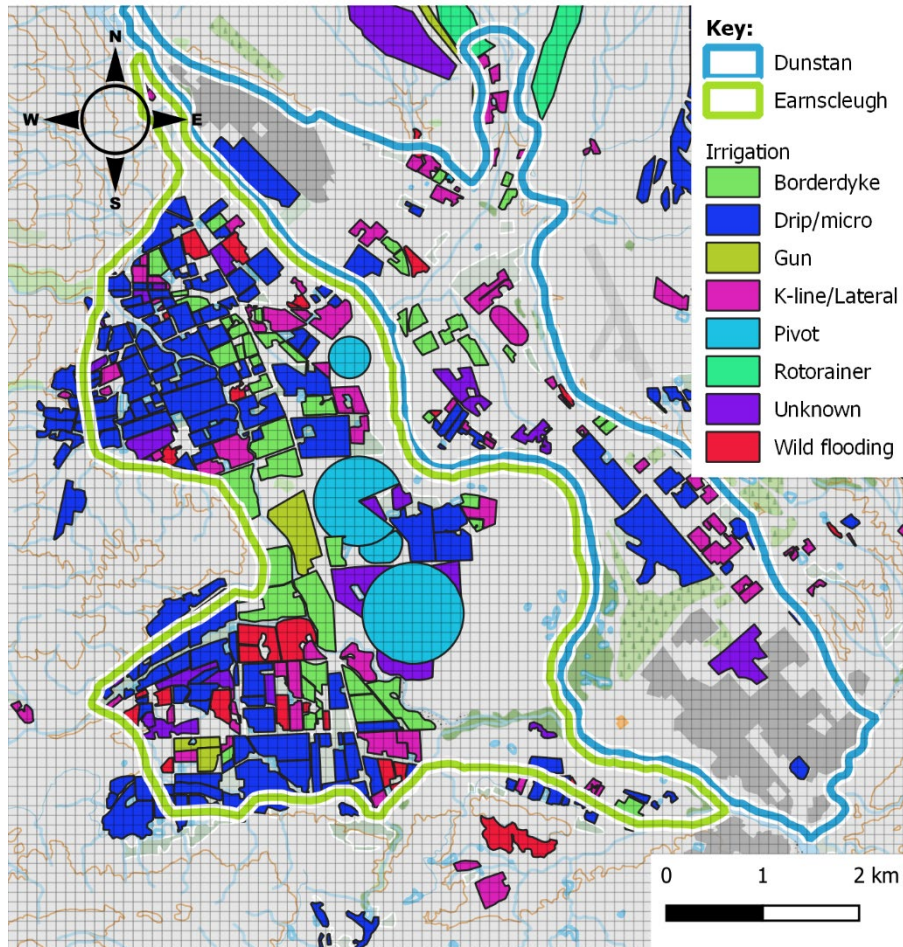 N
W
E
S
Key:
Dunstan
Earnscleugh
Irrigation
Borderdyke
Drip/micro
Gun
K-line/Lateral
Pivot
Rotorainer
Unknown
Wild flooding
0 1 2 km